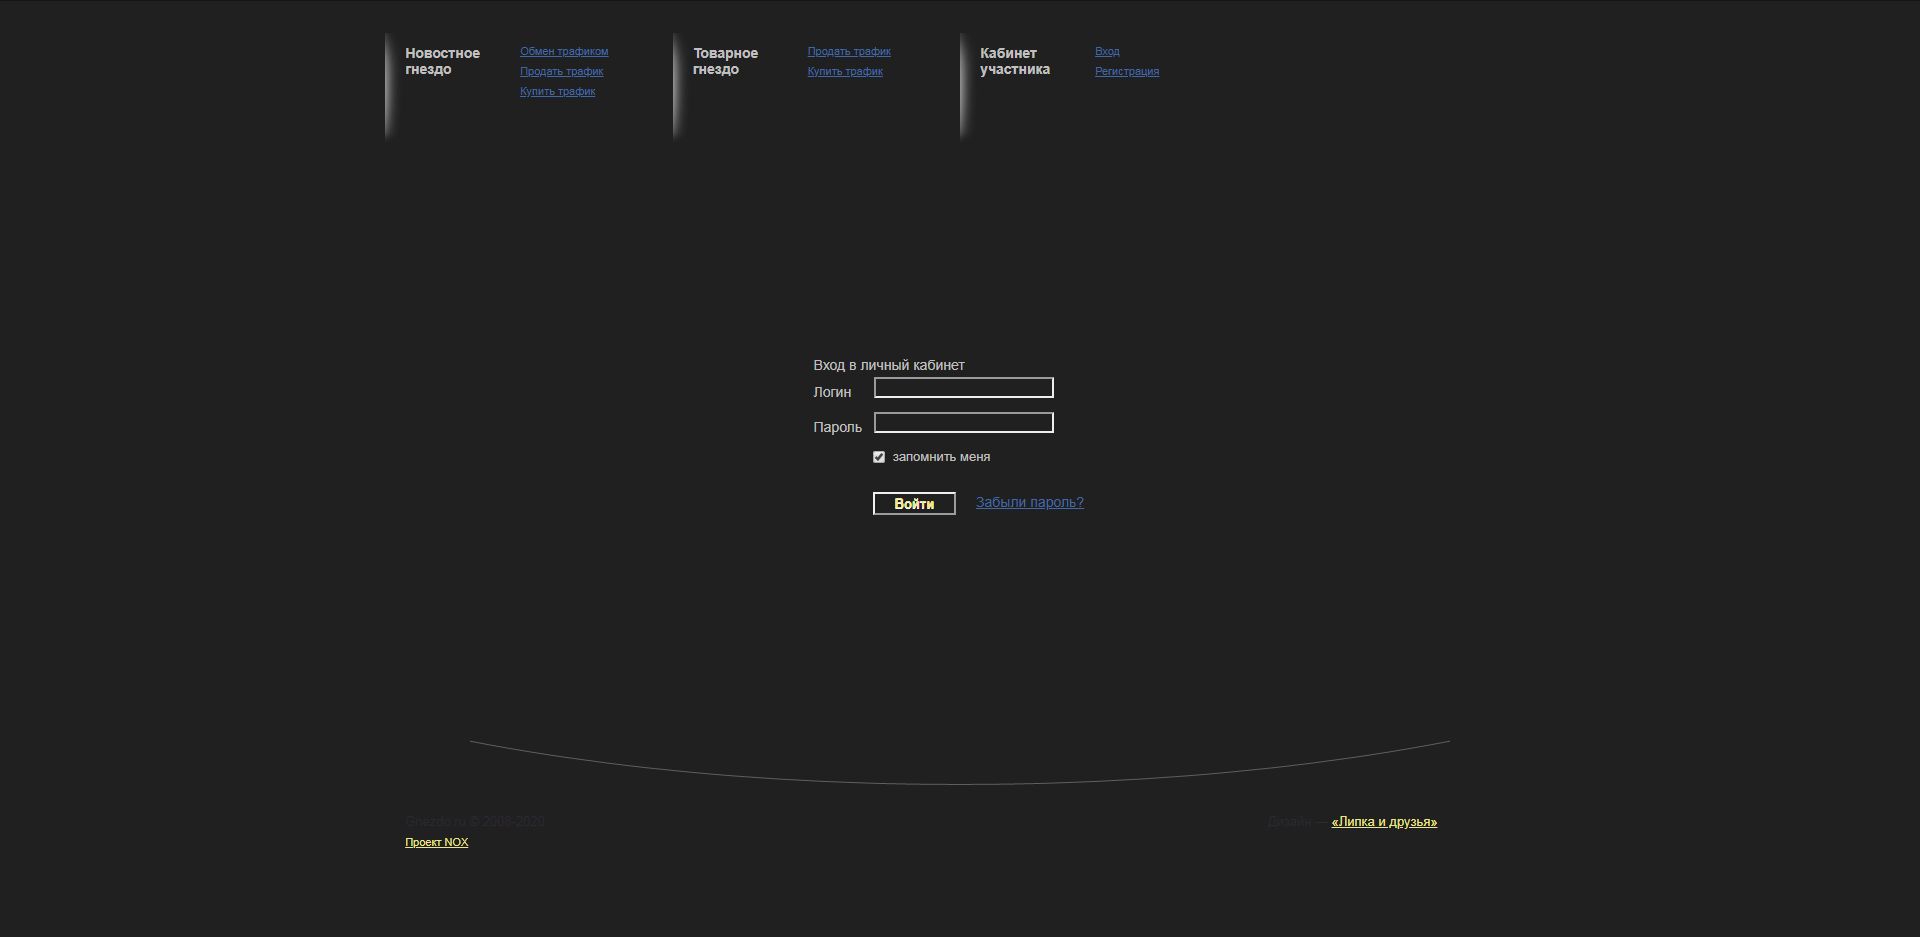 Новостное
гнездо
Обмен трафиком
Продать трафик
Купить трафик
Товарное
гнездо
Продать трафик
Купить трафик
Кабинет
участника
Вход
Регистрация
Вход в личный кабинет
Логин
Пароль
запомнить меня
Войти
Забыли пароль?
Gnezdo.ru © 2008-2020
Проект NOX
Дизайн — «Липка и друзья»